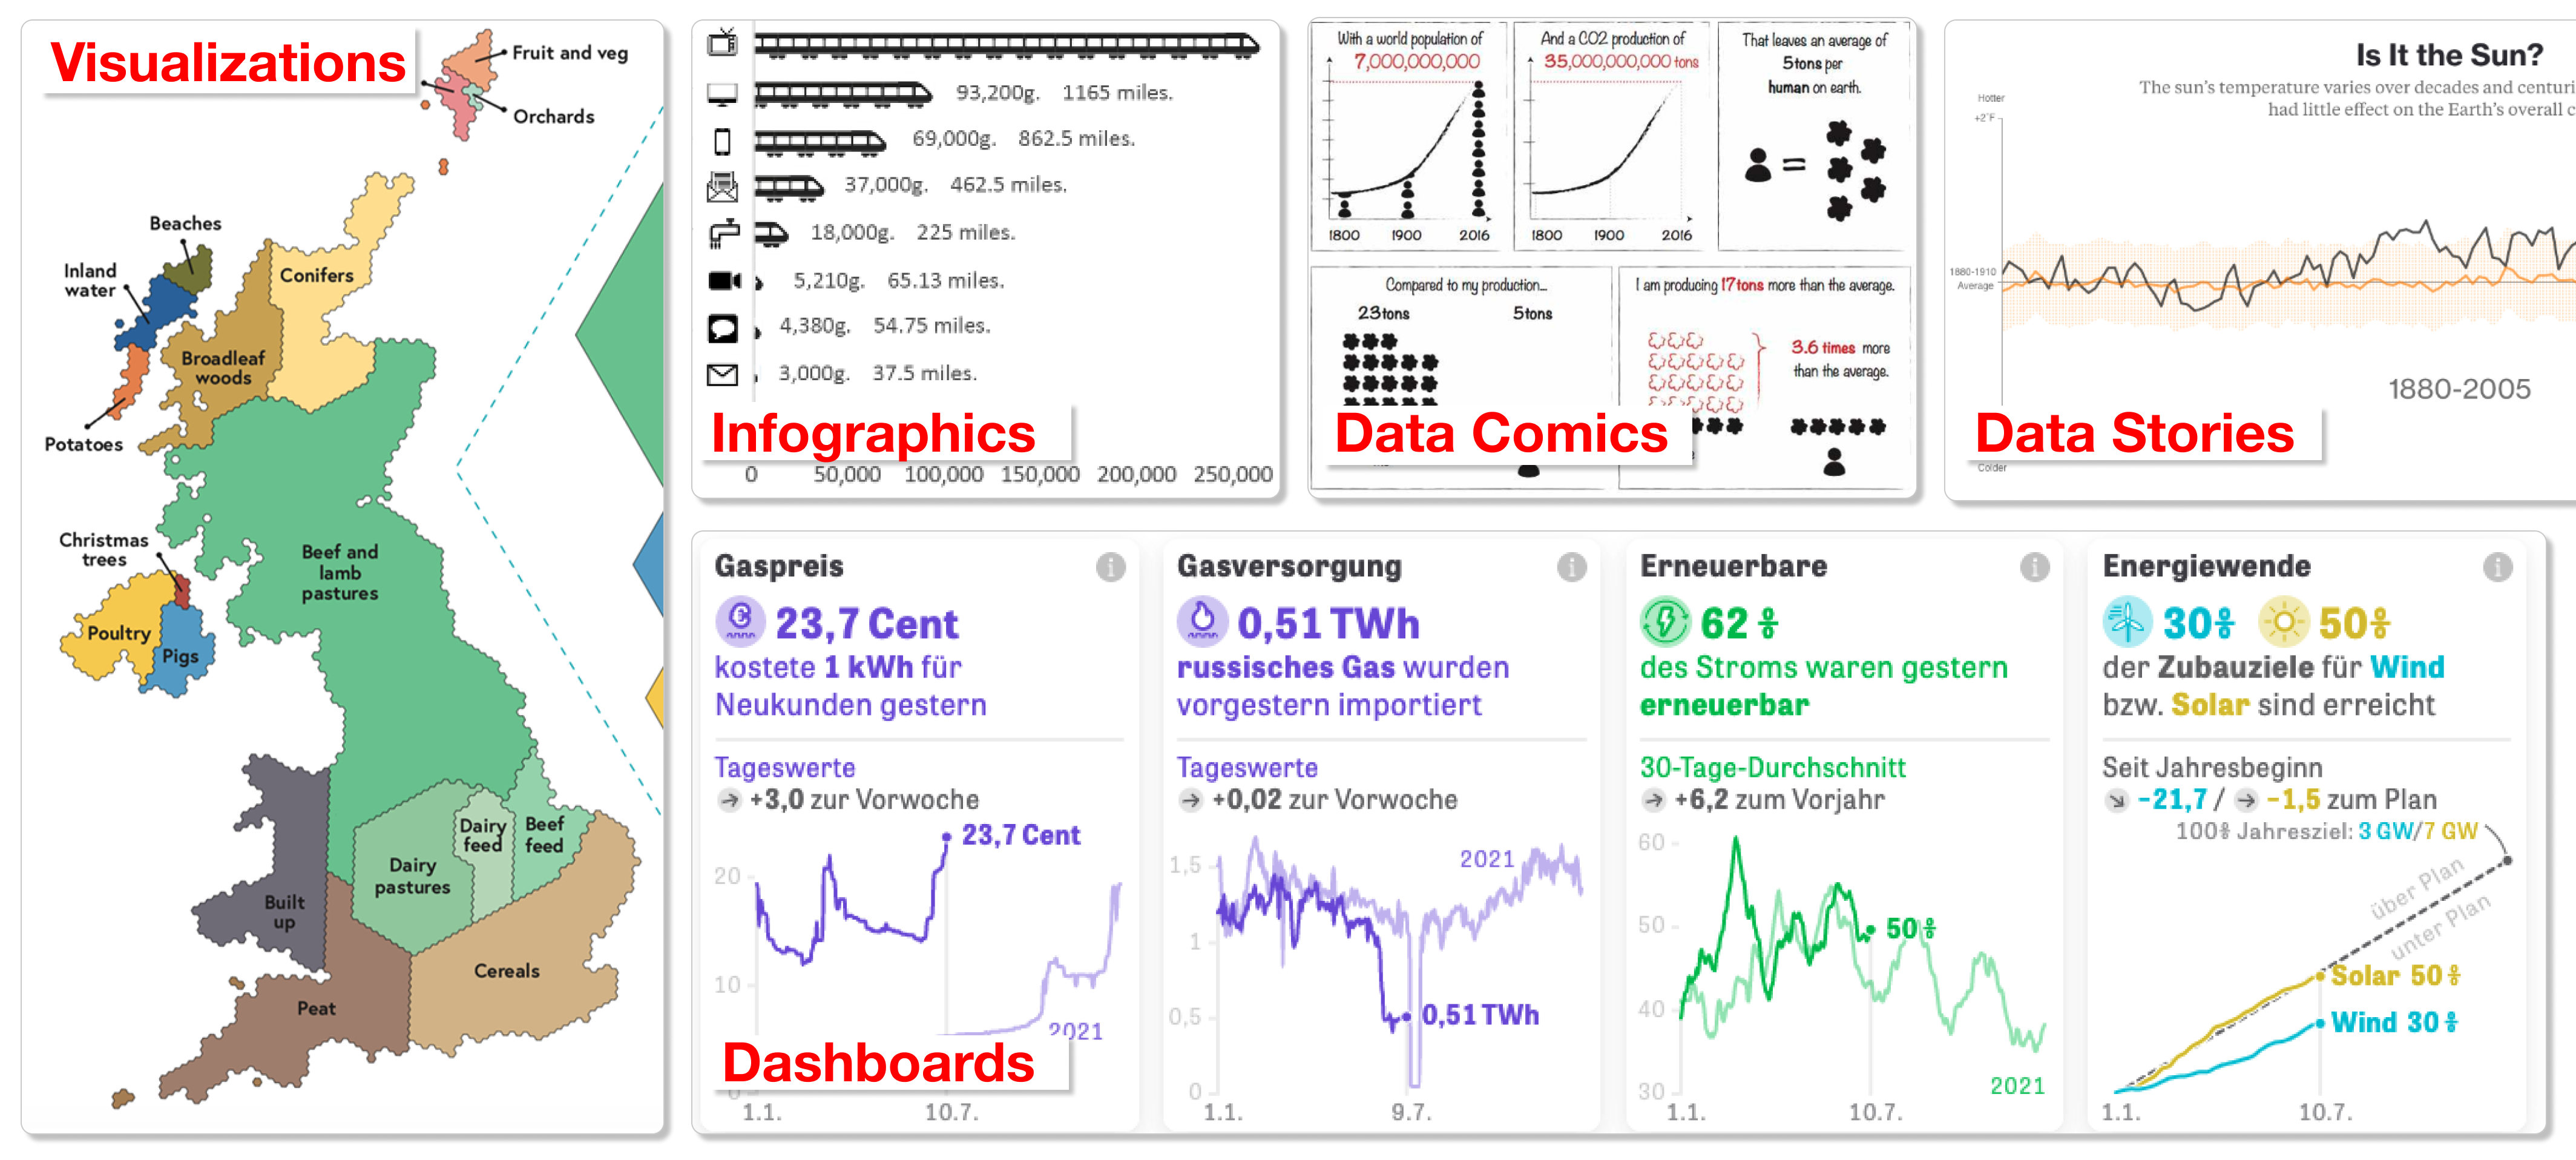 Visualizations
Fruit and veg
Orchards
Beaches
Inland
water
Conifers
Broadleaf
woods
Potatoes
Christmas
trees
Beef and
lamb
pastures
Poultry
Pigs
Dairy
feed
Beef
feed
Dairy
pastures
Built
up
Cereals
Peat
93,200g. 1165 miles.
69,000g. 862.5 miles.
37,000g. 462.5 miles.
18,000g. 225 miles.
5,210g. 65.13 miles.
4,380g. 54.75 miles.
3,000g. 37.5 miles.
Infographics
0 50,000 100,000 150,000 200,000 250,000
With a world population of
7,000,000,000
1800 1900 2016
And a CO2 production of
35,000,000,000 tons
1800 1900 2016
That leaves an average of
5tons per
human on earth.
Compared to my production...
23tons 5tons
I am producing 17tons more than the average.
3.6 times more
than the average.
Data Comics
Is It the Sun?
The sun's temperature varies over decades and centuri
had little effect on the Earth's overall c
Hotter
+2°F
1880-1910
Average
1880-2005
Data Stories
Colder
Gaspreis
23,7 Cent
kostete 1 kWh für
Neukunden gestern
Tageswerte
+3,0 zur Vorwoche
23,7 Cent
20
10
2021
0
1.1. 10.7.
Dashboards
Gasversorgung
0,51 TWh
russisches Gas wurden
vorgestern importiert
Tageswerte
+0,02 zur Vorwoche
2021
1,5
1
0,5
0,51 TWh
0
1.1. 9.7.
Erneuerbare
62 %
des Stroms waren gestern
erneuerbar
30-Tage-Durchschnitt
+6,2 zum Vorjahr
60
50
50 %
40
30
2021
1.1. 10.7.
Energiewende
30% 50%
der Zubauziele für Wind
bzw. Solar sind erreicht
Seit Jahresbeginn
-21,7 / -1,5 zum Plan
100% Jahresziel: 3 GW/7 GW
über Plan
unter Plan
Solar 50 %
Wind 30 %
1.1. 10.7.